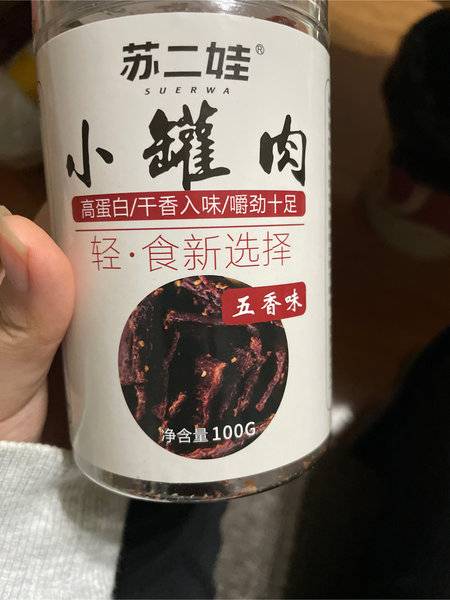 苏二娃®
SUERWA
小罐肉
高蛋白/干香入味/嚼劲十足
轻·食新选择
五香味
净含量100G